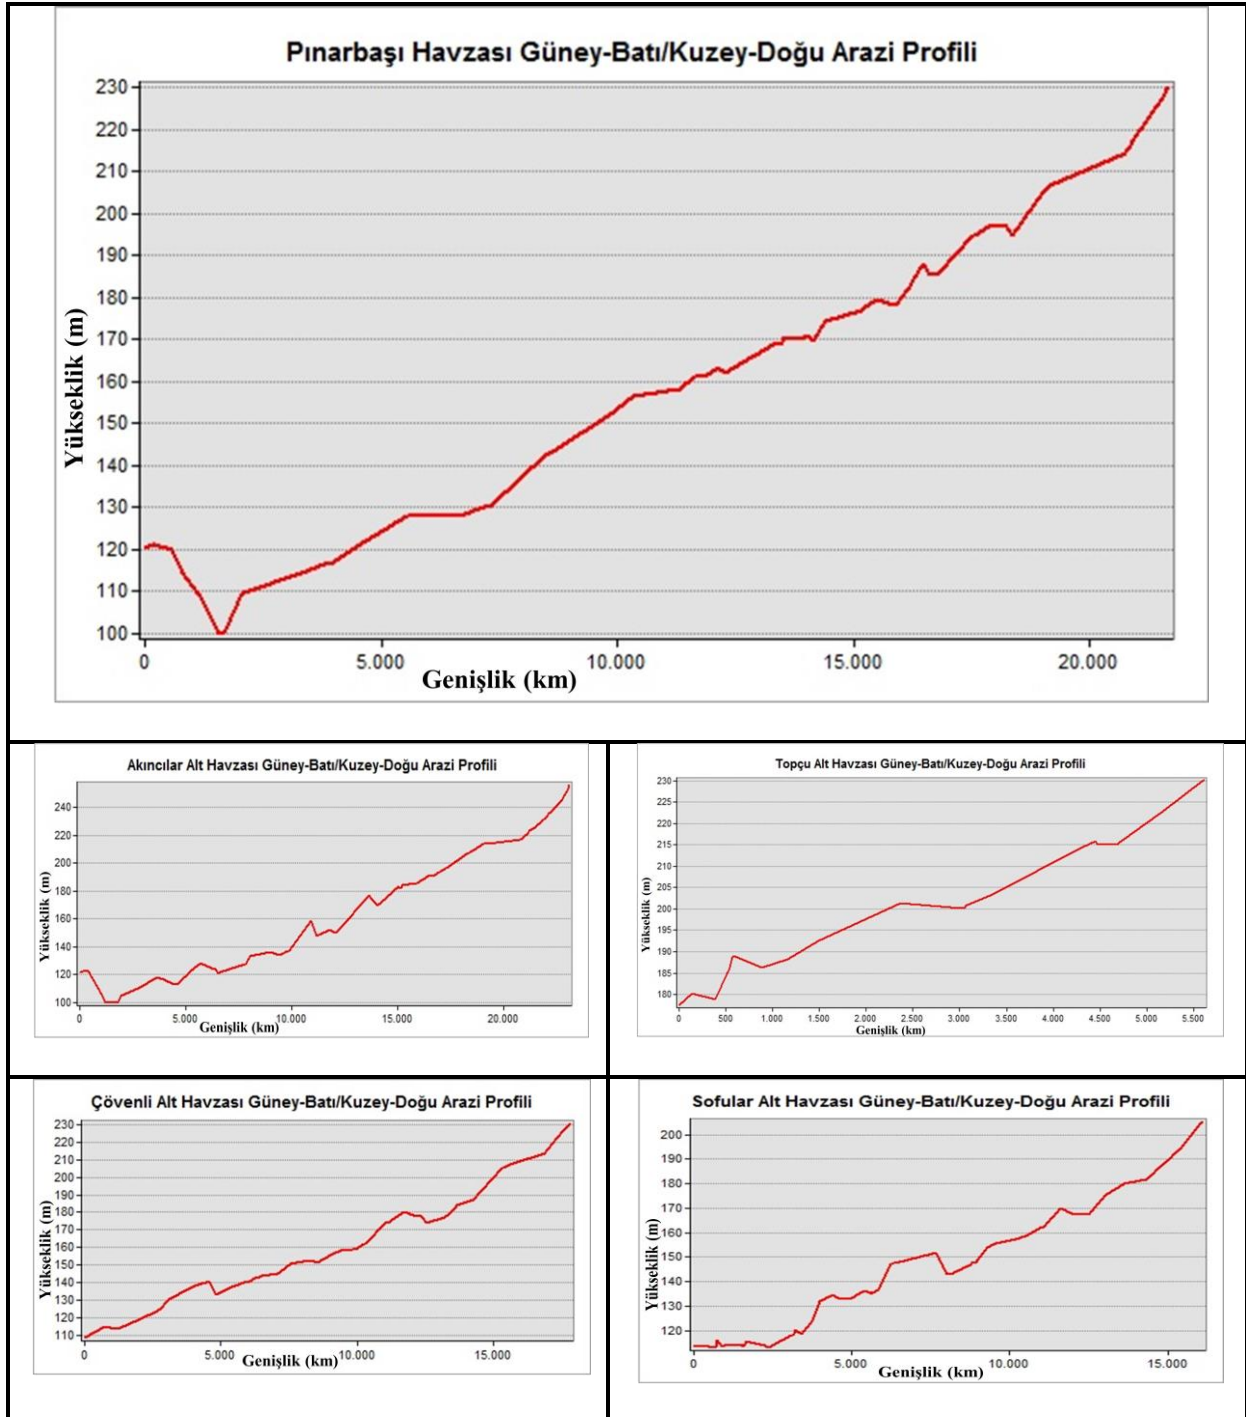 Pınarbaşı Havzası Güney-Batı/Kuzey-Doğu Arazi Profili
Yükseklik (m)
230
220
210
200
190
180
170
160
150
140
130
120
110
100
0 5.000 10.000 15.000 20.000
Genişlik (km)
Akıncılar Alt Havzası Güney-Batı/Kuzey-Doğu Arazi Profili
Yükseklik (m)
240
220
200
180
160
140
120
100
0 5.000 10.000 15.000 20.000
Genişlik (km)
Topçu Alt Havzası Güney-Batı/Kuzey-Doğu Arazi Profili
Yükseklik (m)
230
225
220
215
210
205
200
195
190
185
180
0 500 1.000 1.500 2.000 2.500 3.000 3.500 4.000 4.500 5.000 5.500
Genişlik (km)
Çövenli Alt Havzası Güney-Batı/Kuzey-Doğu Arazi Profili
Yükseklik (m)
230
220
210
200
190
180
170
160
150
140
130
120
110
0 5.000 10.000 15.000
Genişlik (km)
Sofular Alt Havzası Güney-Batı/Kuzey-Doğu Arazi Profili
Yükseklik (m)
200
190
180
170
160
150
140
130
120
0 5.000 10.000 15.000
Genişlik (km)